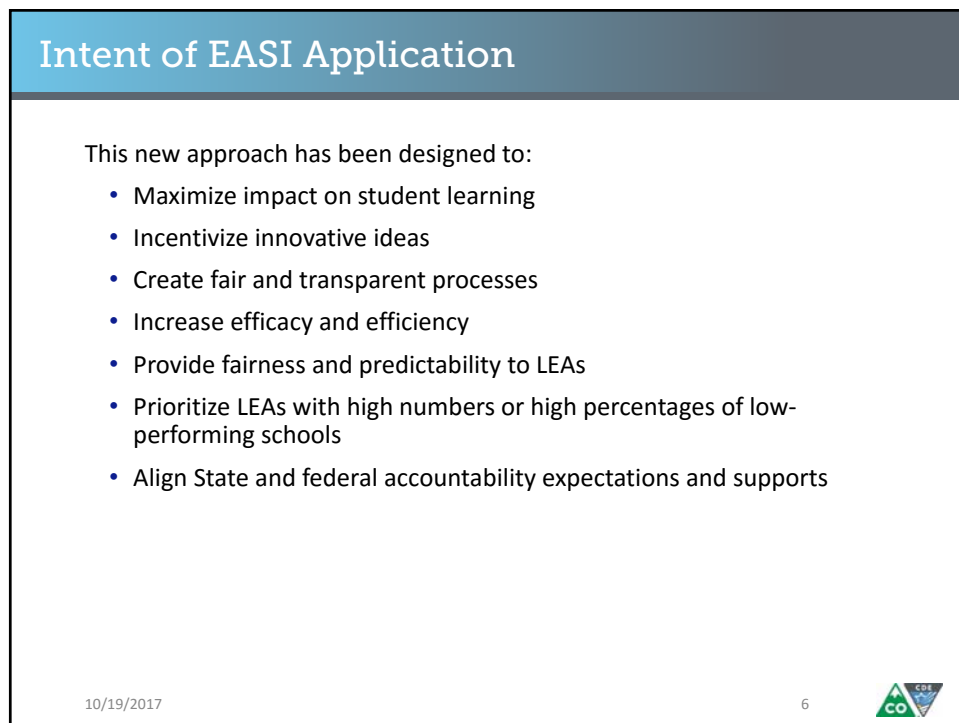 Intent of EASI Application
This new approach has been designed to:
• Maximize impact on student learning
• Incentivize innovative ideas
• Create fair and transparent processes
• Increase efficacy and efficiency
• Provide fairness and predictability to LEAs
• Prioritize LEAs with high numbers or high percentages of low-
performing schools
• Align State and federal accountability expectations and supports
10/19/2017
6
CO
CDE